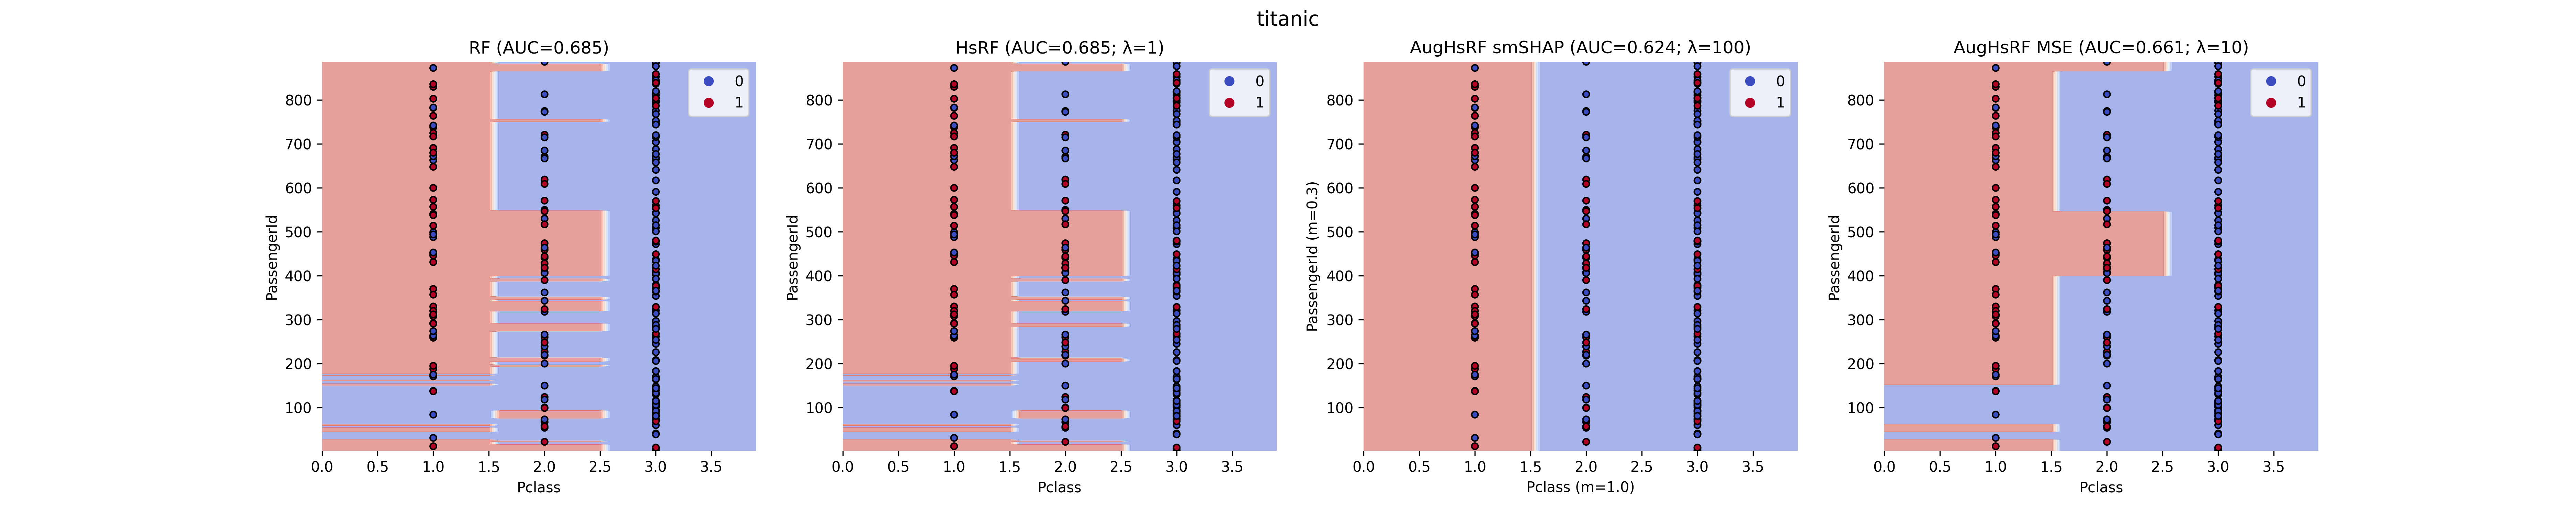 titanic
RF (AUC=0.685)
800
700
600
500
400
300
200
100
PassengerId
0
1
0.0 0.5 1.0 1.5 2.0 2.5 3.0 3.5
Pclass
HsRF (AUC=0.685; λ=1)
800
700
600
500
400
300
200
100
PassengerId
0
1
0.0 0.5 1.0 1.5 2.0 2.5 3.0 3.5
Pclass
AugHsRF smSHAP (AUC=0.624; λ=100)
800
700
600
500
400
300
200
100
PassengerId (m=0.3)
0
1
0.0 0.5 1.0 1.5 2.0 2.5 3.0 3.5
Pclass (m=1.0)
AugHsRF MSE (AUC=0.661; λ=10)
800
700
600
500
400
300
200
100
PassengerId
0
1
0.0 0.5 1.0 1.5 2.0 2.5 3.0 3.5
Pclass